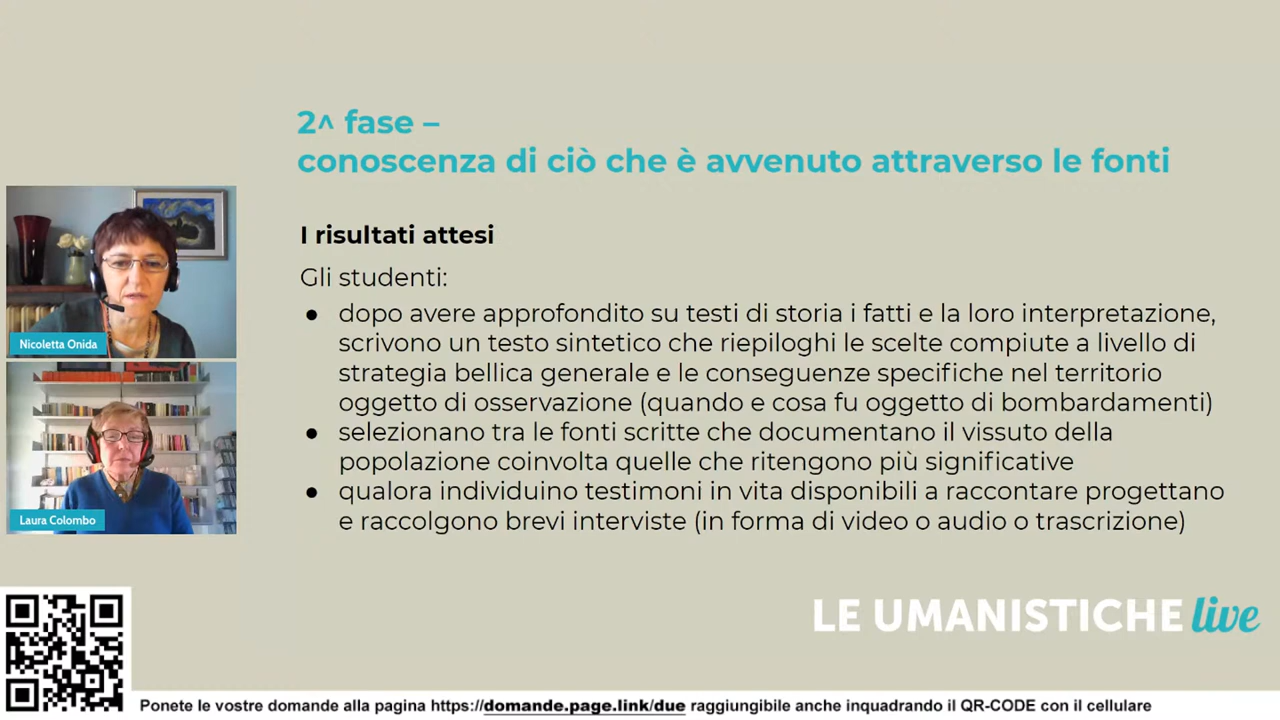 2^ fase –
conoscenza di ciò che è avvenuto attraverso le fonti
I risultati attesi
Gli studenti:
● dopo avere approfondito su testi di storia i fatti e la loro interpretazione,
scrivono un testo sintetico che riepiloghi le scelte compiute a livello di
strategia bellica generale e le conseguenze specifiche nel territorio
oggetto di osservazione (quando e cosa fu oggetto di bombardamenti)
● selezionano tra le fonti scritte che documentano il vissuto della
popolazione coinvolta quelle che ritengono più significative
● qualora individuino testimoni in vita disponibili a raccontare progettano
e raccolgono brevi interviste (in forma di video o audio o trascrizione)
Nicoletta Onida
Laura Colombo
LE UMANISTICHE live
Ponete le vostre domande alla pagina https://domande.page.link/due raggiungibile anche inquadrando il QR-CODE con il cellulare